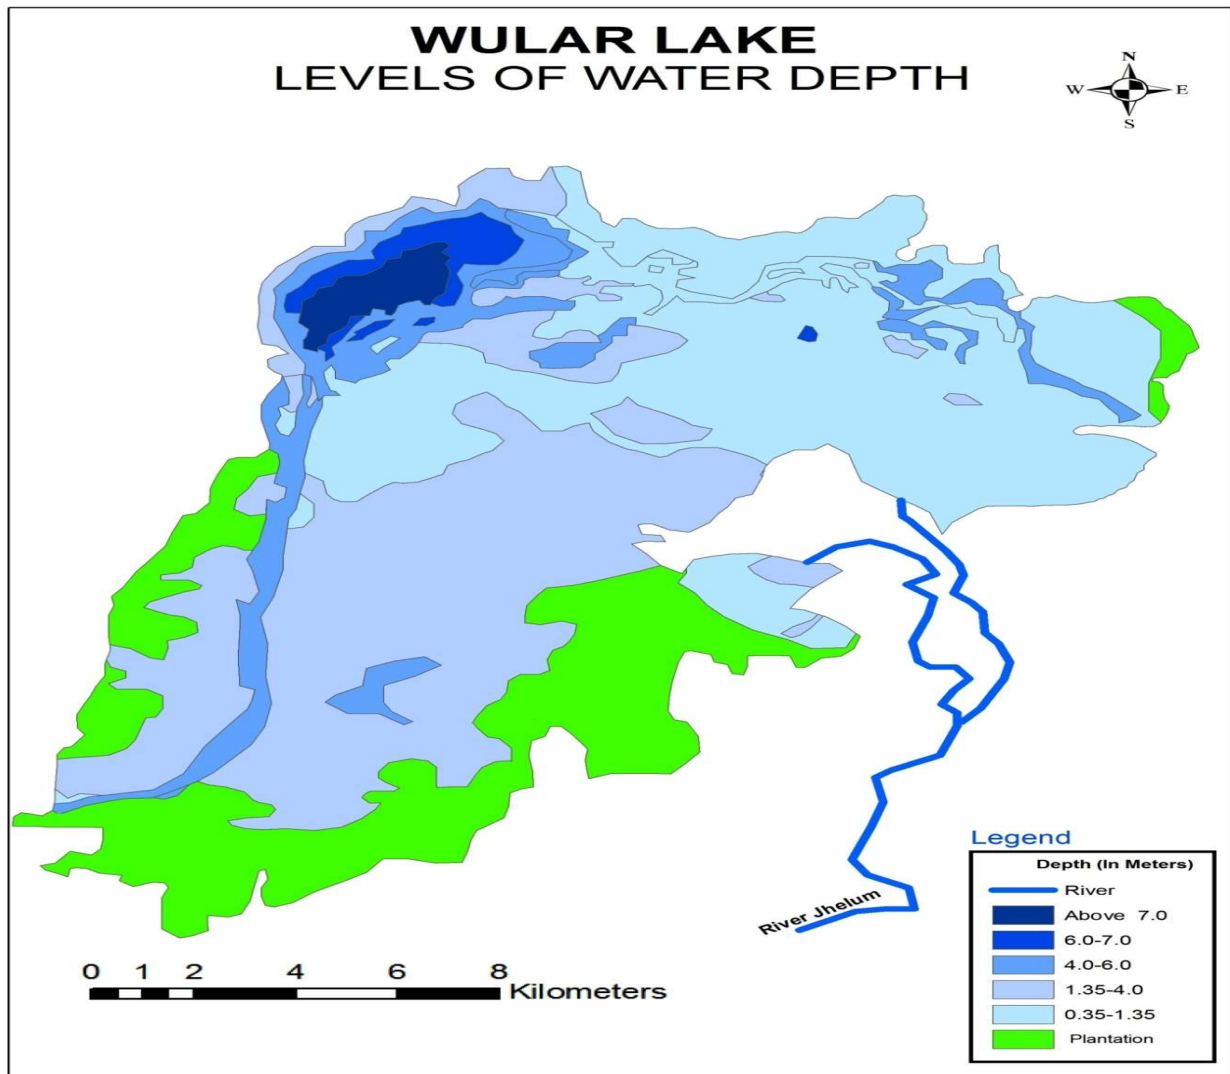 WULAR LAKE
LEVELS OF WATER DEPTH
N
W E
S
River Jhelum
0 1 2 4 6 8
Kilometers
Legend
Depth (In Meters)
River
Above 7.0
6.0-7.0
4.0-6.0
1.35-4.0
0.35-1.35
Plantation